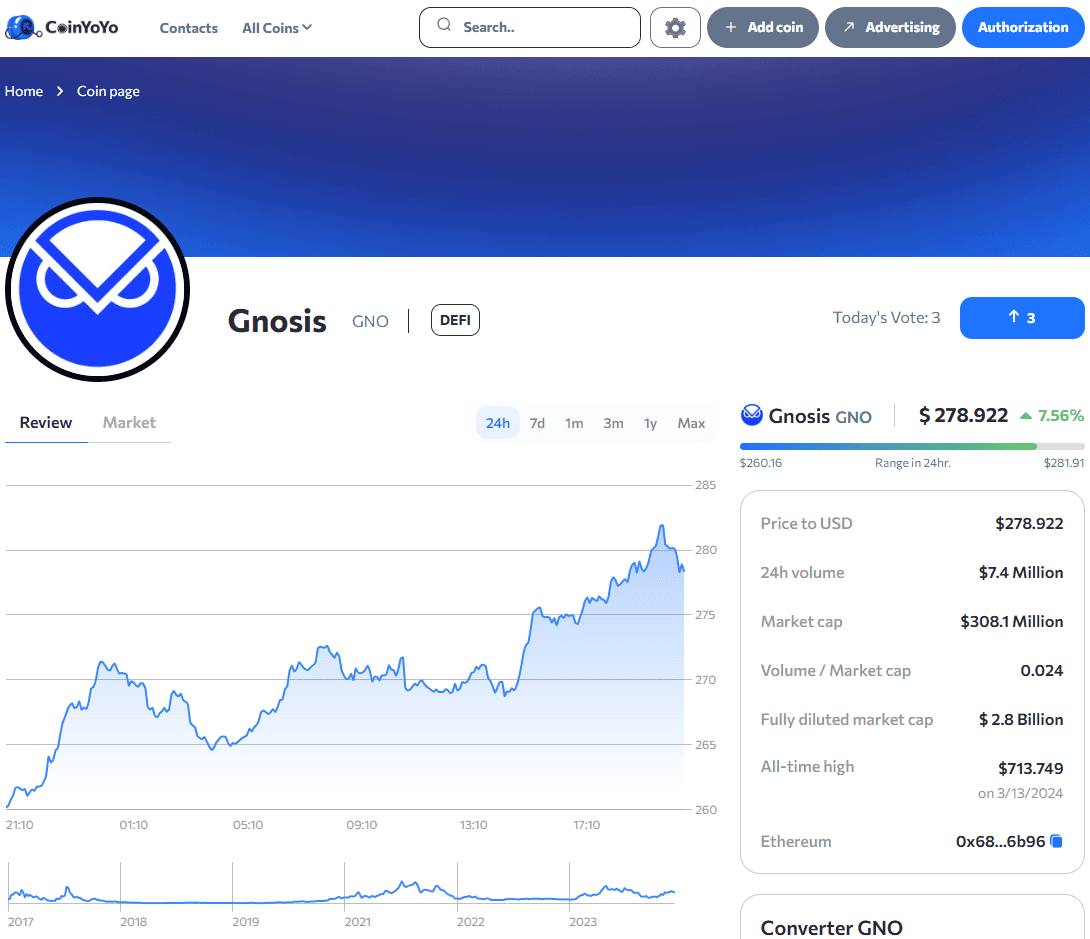 CoinYoYo Contacts All Coins Search.. + Add coin Advertising Authorization
Home Coin page
Gnosis GNO DEFI Today's Vote: 3 3
Review Market 24h 7d 1m 3m 1y Max
285
280
275
270
265
260
21:10 01:10 05:10 09:10 13:10 17:10
2017 2018 2019 2021 2022 2023
Gnosis GNO $ 278.922 7.56%
$260.16 Range in 24hr. $281.91
Price to USD $278.922
24h volume $7.4 Million
Market cap $308.1 Million
Volume / Market cap 0.024
Fully diluted market cap $ 2.8 Billion
All-time high $713.749
on 3/13/2024
Ethereum 0x68...6b96
Converter GNO